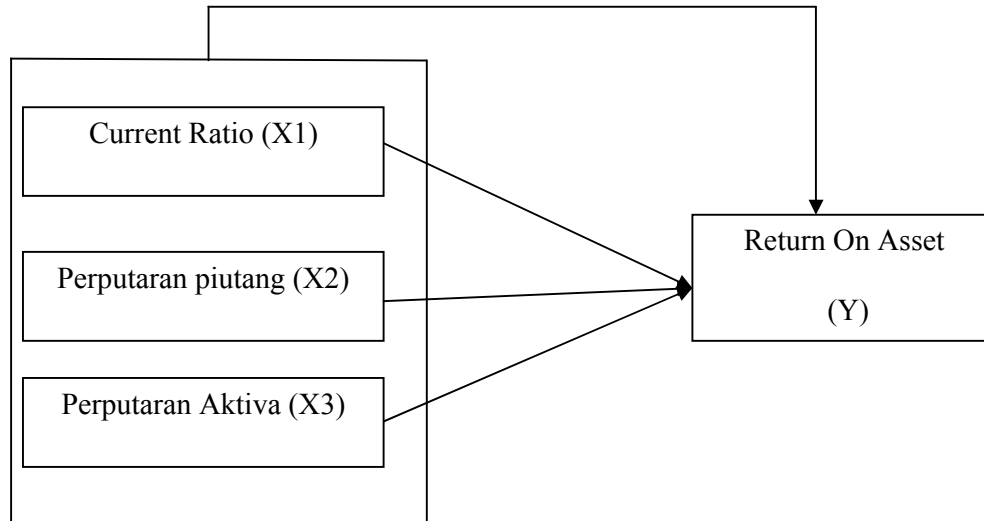 Current Ratio (X1)
Perputaran piutang (X2)
Perputaran Aktiva (X3)
Return On Asset
(Y)